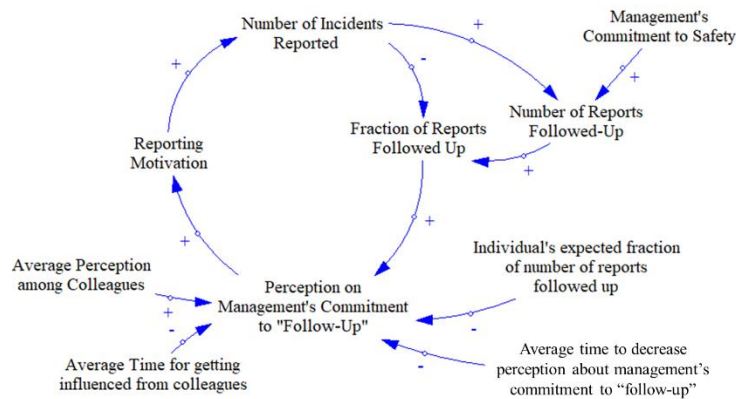 Number of Incidents
Reported
+
-
+
Management's
Commitment to Safety
+
+
Reporting
Motivation
Fraction of Reports
Followed Up
Number of Reports
Followed-Up
+
+
+
Average Perception
among Colleagues
+
-
Perception on
Management's Commitment
to "Follow-Up"
Individual's expected fraction
of number of reports
followed up
-
Average Time for getting
influenced from colleagues
-
Average time to decrease
perception about management’s
commitment to “follow-up”